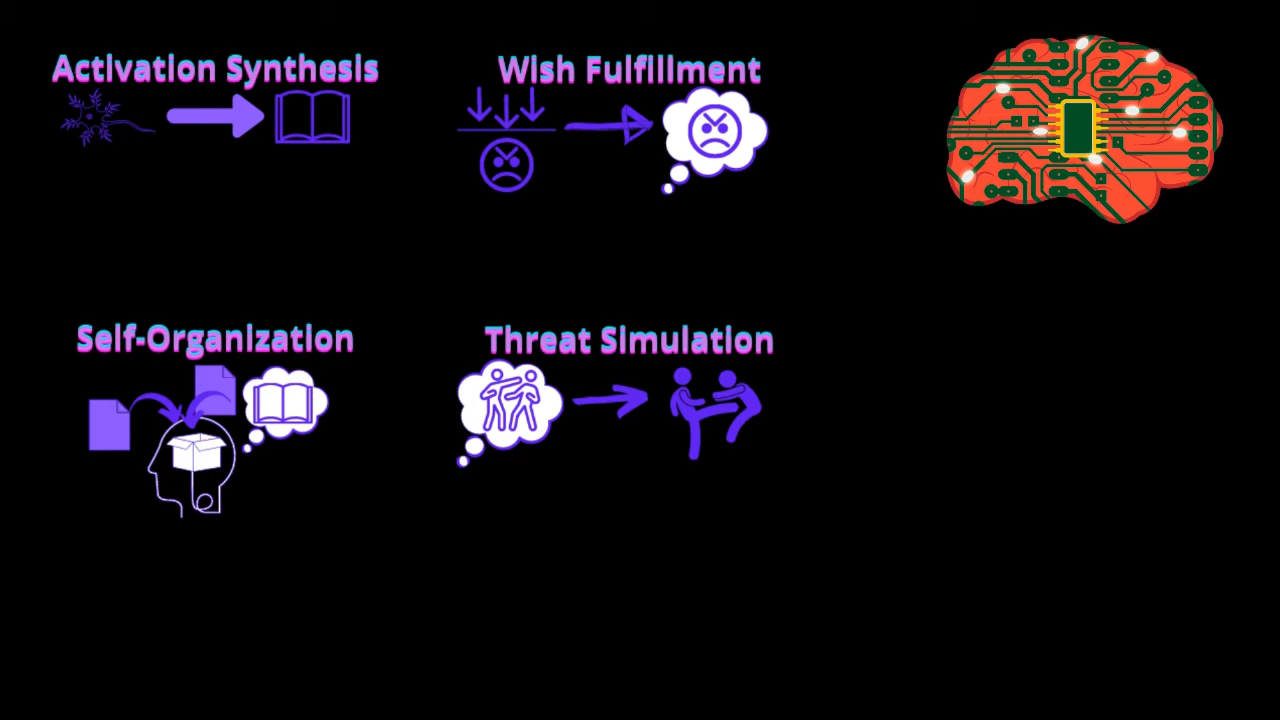 Activation Synthesis
Wish Fulfillment
Self-Organization
Threat Simulation